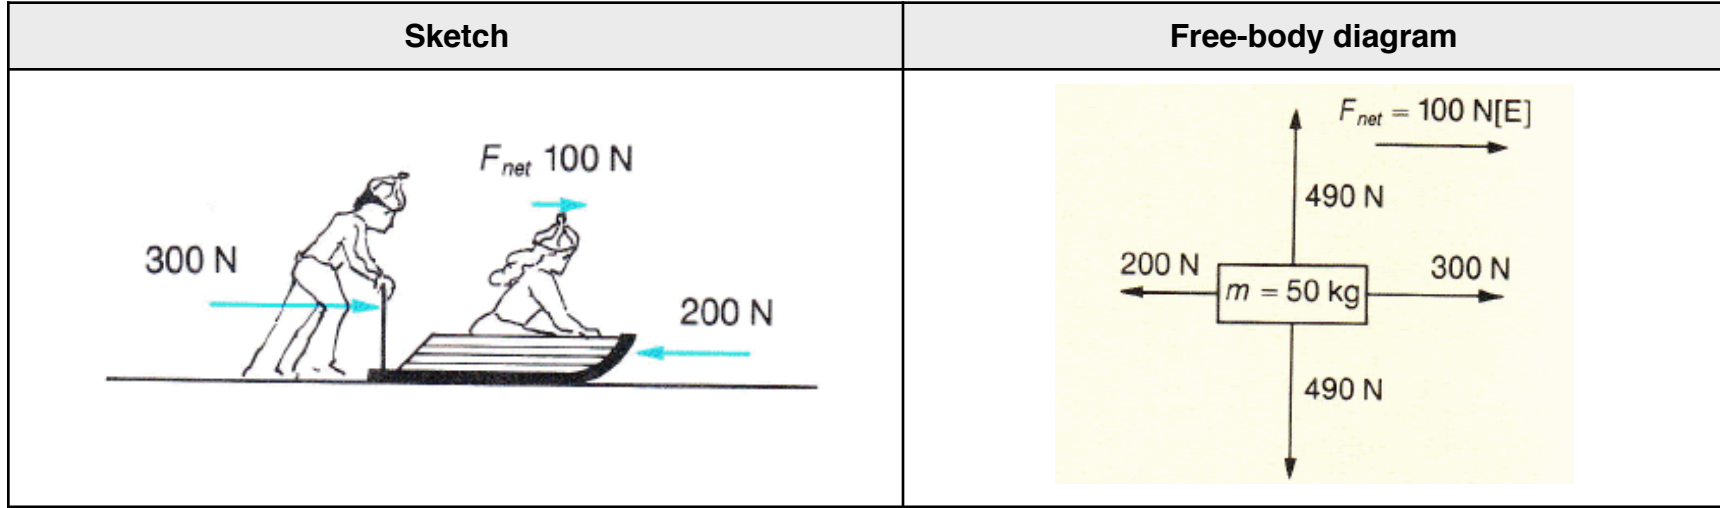 Sketch
Free-body diagram
F_net 100 N
300 N
200 N
F_net = 100 N[E]
490 N
200 N
300 N
m = 50 kg
490 N